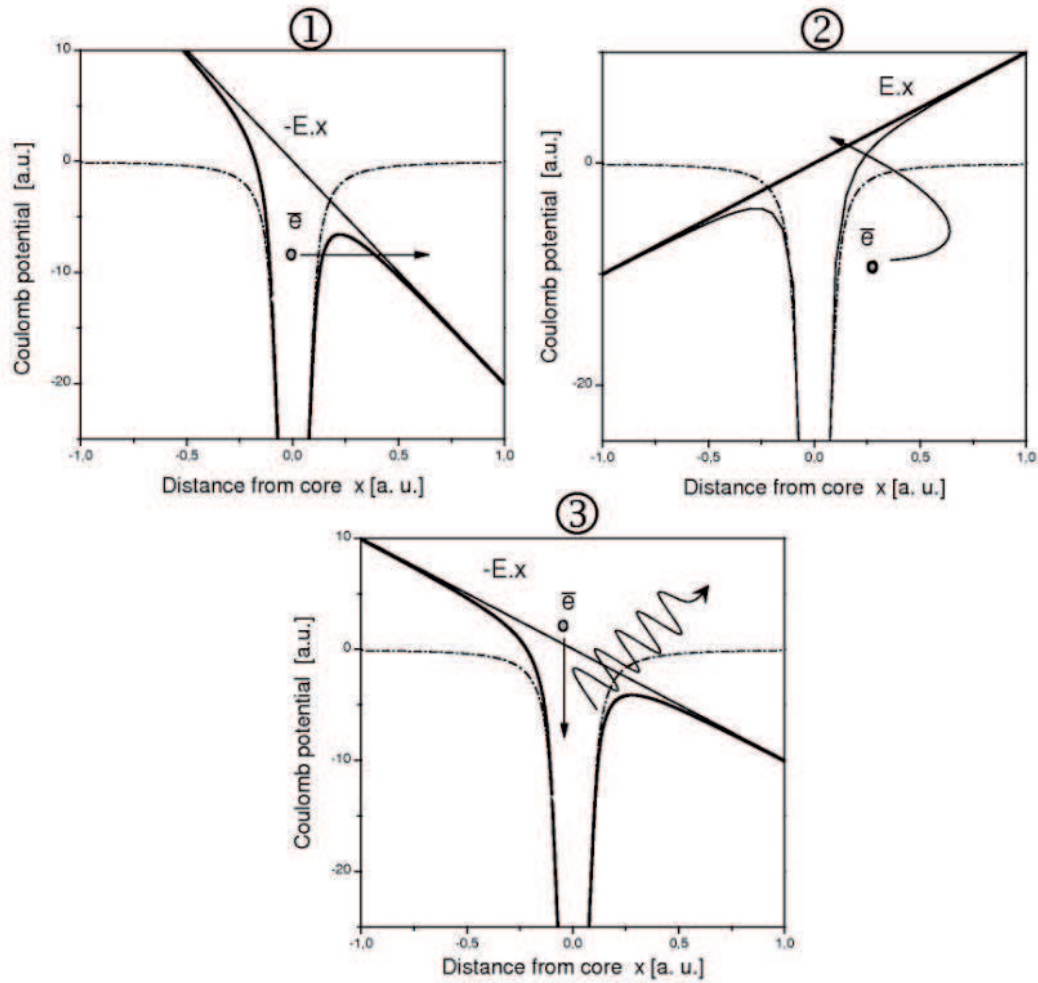 ①
10
0
-10
-20
-1,0
-0,5
0,0
0,5
1,0
Coulomb potential [a.u.]
Distance from core x [a. u.]
-E.x
e̅
②
0
-10
-20
-1,0
-0,5
0,0
0,5
1,0
Coulomb potential [a.u.]
Distance from core x [a. u.]
E.x
e̅
③
10
0
-10
-20
-1,0
-0,5
0,0
0,5
1,0
Coulomb potential [a.u.]
Distance from core x [a. u.]
-E.x
e̅